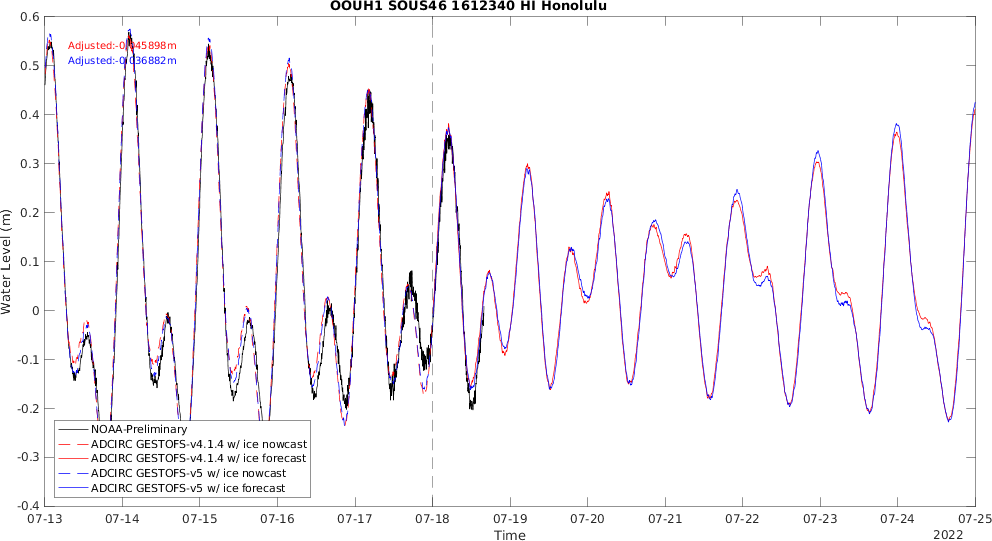 OOUH1 SOUS46 1612340 HI Honolulu
0.6
0.5
0.4
0.3
0.2
0.1
0
-0.1
-0.2
-0.3
-0.4
Water Level (m)
Adjusted:-0.045898m
Adjusted:-0.036882m
NOAA-Preliminary
ADCIRC GESTOFS-v4.1.4 w/ ice nowcast
ADCIRC GESTOFS-v4.1.4 w/ ice forecast
ADCIRC GESTOFS-v5 w/ ice nowcast
ADCIRC GESTOFS-v5 w/ ice forecast
07-13 07-14 07-15 07-16 07-17 07-18 07-19 07-20 07-21 07-22 07-23 07-24 07-25
Time
2022